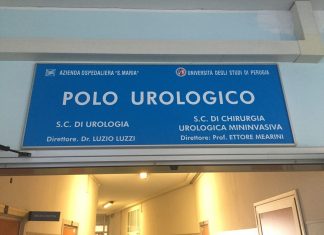 AZIENDA OSPEDALIERA "S. MARIA"
UNIVERSITÀ DEGLI STUDI DI PERUGIA
POLO UROLOGICO
S.C. DI UROLOGIA
Direttore. Dr. LUZIO LUZZI
S.C. DI CHIRURGIA
UROLOGICA MININVASIVA
Direttore: Prof. ETTORE MEARINI